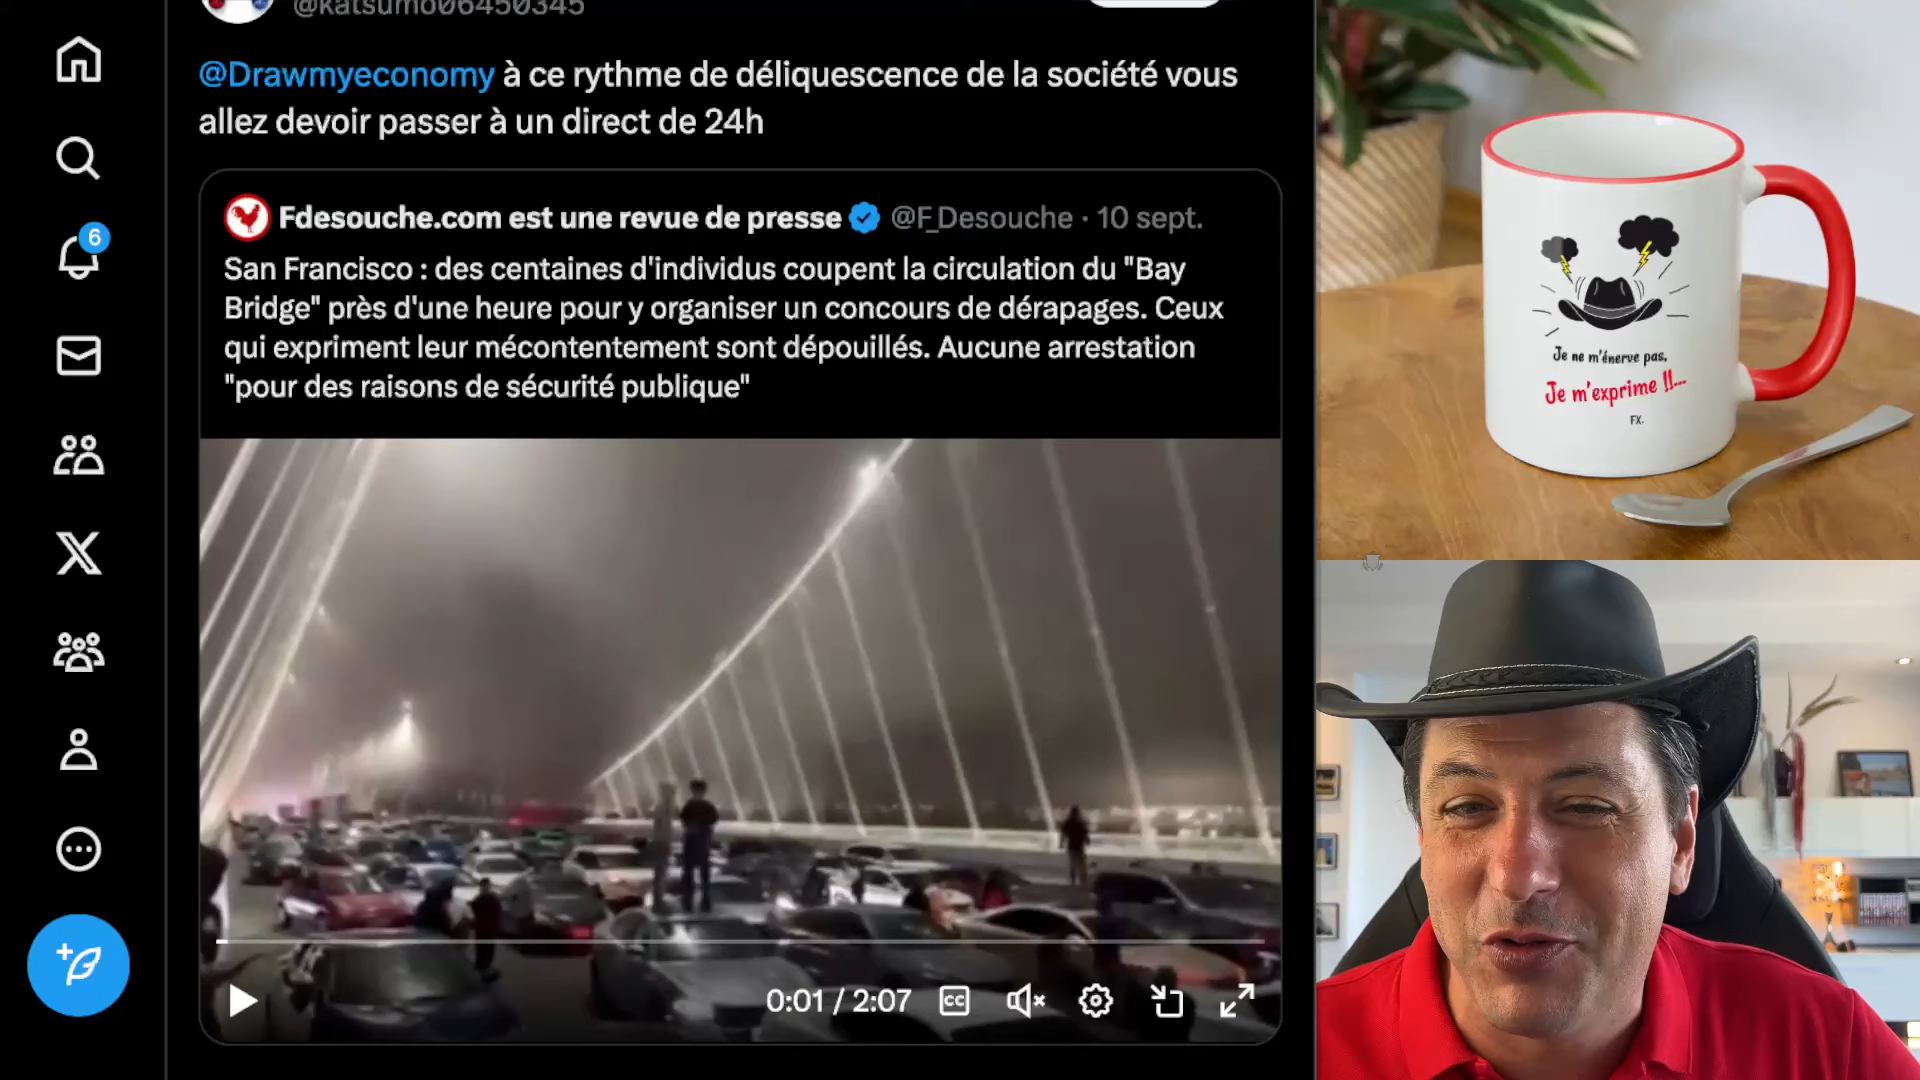 @katsumo06450345
@Drawmyeconomy à ce rythme de déliquescence de la société vous
allez devoir passer à un direct de 24h
6
Fdesouche.com est une revue de presse @F_Desouche · 10 sept.
San Francisco : des centaines d'individus coupent la circulation du "Bay
Bridge" près d'une heure pour y organiser un concours de dérapages. Ceux
qui expriment leur mécontentement sont dépouillés. Aucune arrestation
"pour des raisons de sécurité publique"
0:01 / 2:07
CC
Je ne m'énerve pas,
Je m'exprime !!...
FX.